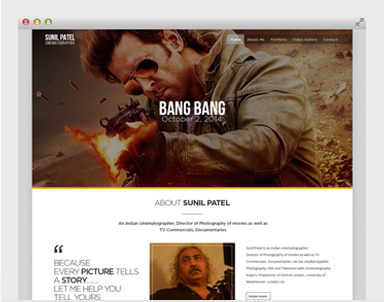 SUNIL PATEL
CINEMATOGRAPHER
Home About Me Portfolio Video Gallery Contact
BANG BANG
October 2, 2014
ABOUT SUNIL PATEL
An Indian cinematographer, Director of Photography of movies as well as
TV Commercials, Documentaries
“
BECAUSE
EVERY PICTURE TELLS
A STORY......
LET ME HELP YOU
TELL YOURS
Sunil Patel is an Indian cinematographer,
Director of Photography of movies as well as TV
Commercials, Documentaries. He has studied Applied
Photography, Film and Television with Cinematography
majors, Polytechnic of Central London, University of
Westminster, London UK.
Know more